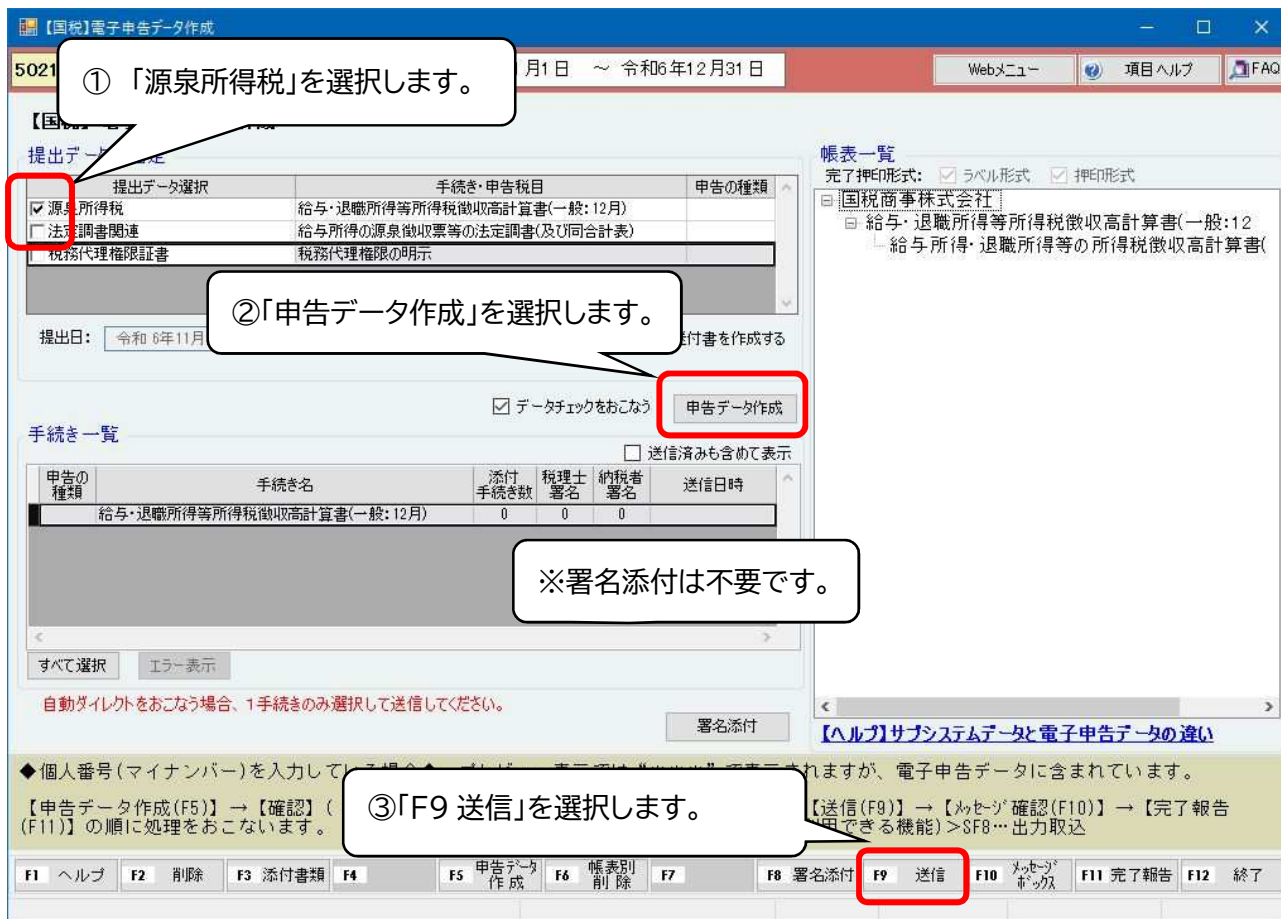 【国税】電子申告データ作成
5021
月1日 ～ 令和6年12月31日
Webメニュー
項目ヘルプ
FAQ
① 「源泉所得税」を選択します。
提出デー
提出データ選択 手続き・申告税目 申告の種類
源泉所得税 給与・退職所得等所得税徴収高計算書(一般:12月)
法定調書関連 給与所得の源泉徴収票等の法定調書(及び同合計表)
税務代理権限証書 税務代理権限の明示
②「申告データ作成」を選択します。
提出日: 令和 6年11月
付書を作成する
データチェックをおこなう 申告データ作成
帳表一覧
完了押印形式: ラベル形式 押印形式
国税商事株式会社
給与・退職所得等所得税徴収高計算書(一般:12
給与所得・退職所得等の所得税徴収高計算書(
手続き一覧
送信済みも含めて表示
申告の種類 手続き名 添付手続き数 税理士署名 納税者署名 送信日時
給与・退職所得等所得税徴収高計算書(一般:12月) 0 0 0
※署名添付は不要です。
すべて選択 エラー表示
自動ダイレクトをおこなう場合、1手続きのみ選択して送信してください。
署名添付
【ヘルプ】サブシステムデータと電子申告データの違い
◆個人番号(マイナンバー)を入力してい
されますが、電子申告データに含まれています。
【申告データ作成(F5)】→【確認】(
【送信(F9)】→【メッセージ確認(F10)】→【完了報告
(F11)】の順に処理をおこないます。
用できる機能)>SF8…出力取込
③「F9 送信」を選択します。
F1 ヘルプ F2 削除 F3 添付書類 F4 F5 申告データ作成 F6 帳表別削除 F7 F8 署名添付 F9 送信 F10 メッセージボックス F11 完了報告 F12 終了